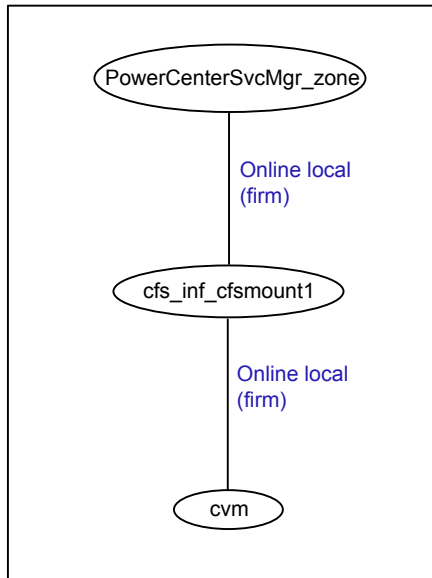 PowerCenterSvcMgr_zone
Online local
(firm)
cfs_inf_cfsmount1
Online local
(firm)
cvm